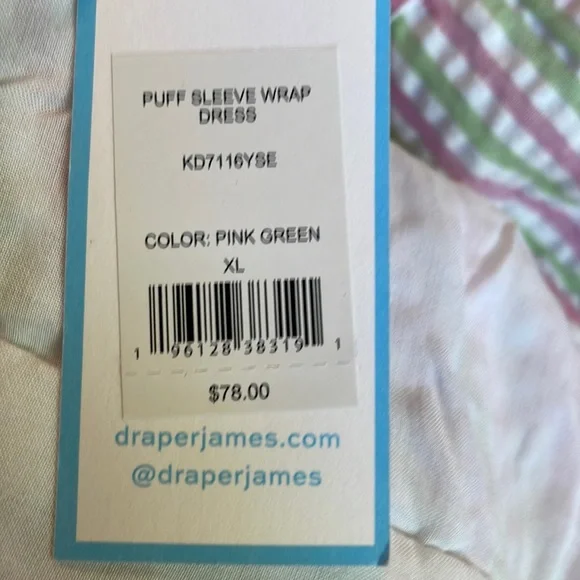 PUFF SLEEVE WRAP
DRESS
KD7116YSE
COLOR: PINK GREEN
XL
1 96128 38319 1
$78.00
draperjames.com
@draperjames